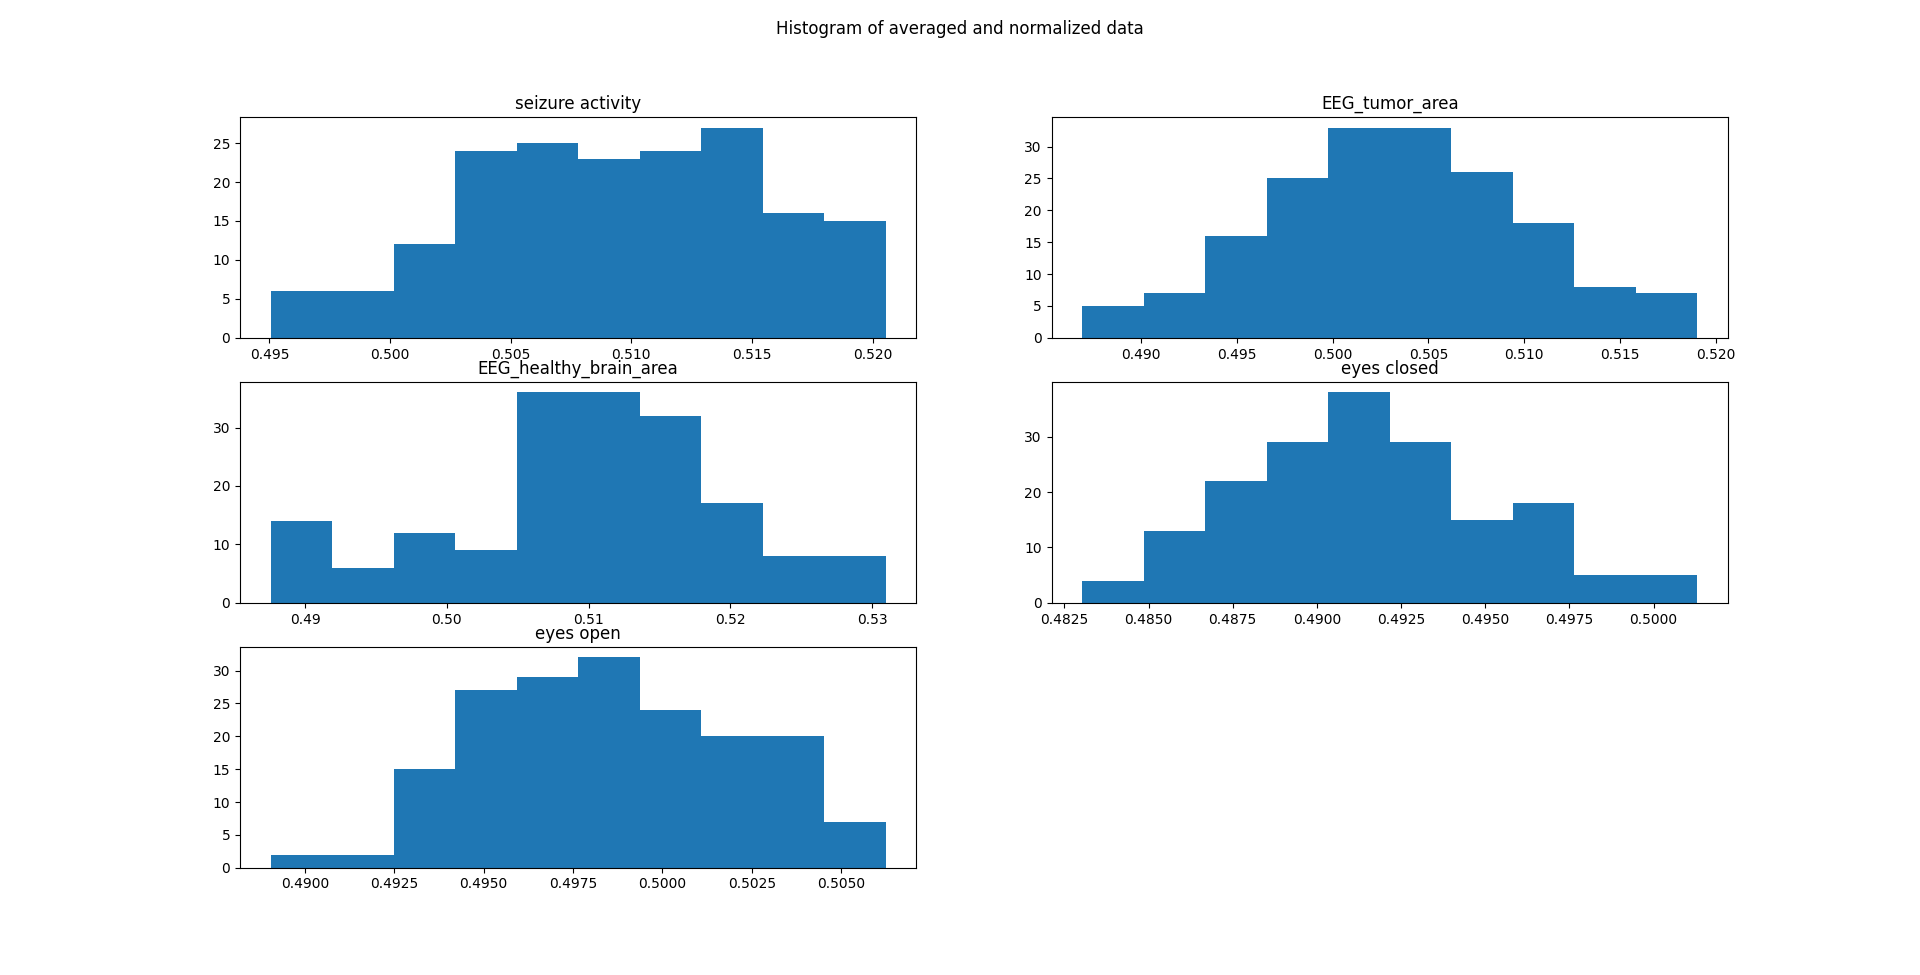 Histogram of averaged and normalized data
seizure activity
25
20
15
10
5
0
0.495 0.500 0.505 0.510 0.515 0.520
EEG_tumor_area
30
25
20
15
10
5
0
0.490 0.495 0.500 0.505 0.510 0.515 0.520
EEG_healthy_brain_area
30
20
10
0
0.49 0.50 0.51 0.52 0.53
eyes closed
30
20
10
0
0.4825 0.4850 0.4875 0.4900 0.4925 0.4950 0.4975 0.5000
eyes open
30
25
20
15
10
5
0
0.4900 0.4925 0.4950 0.4975 0.5000 0.5025 0.5050